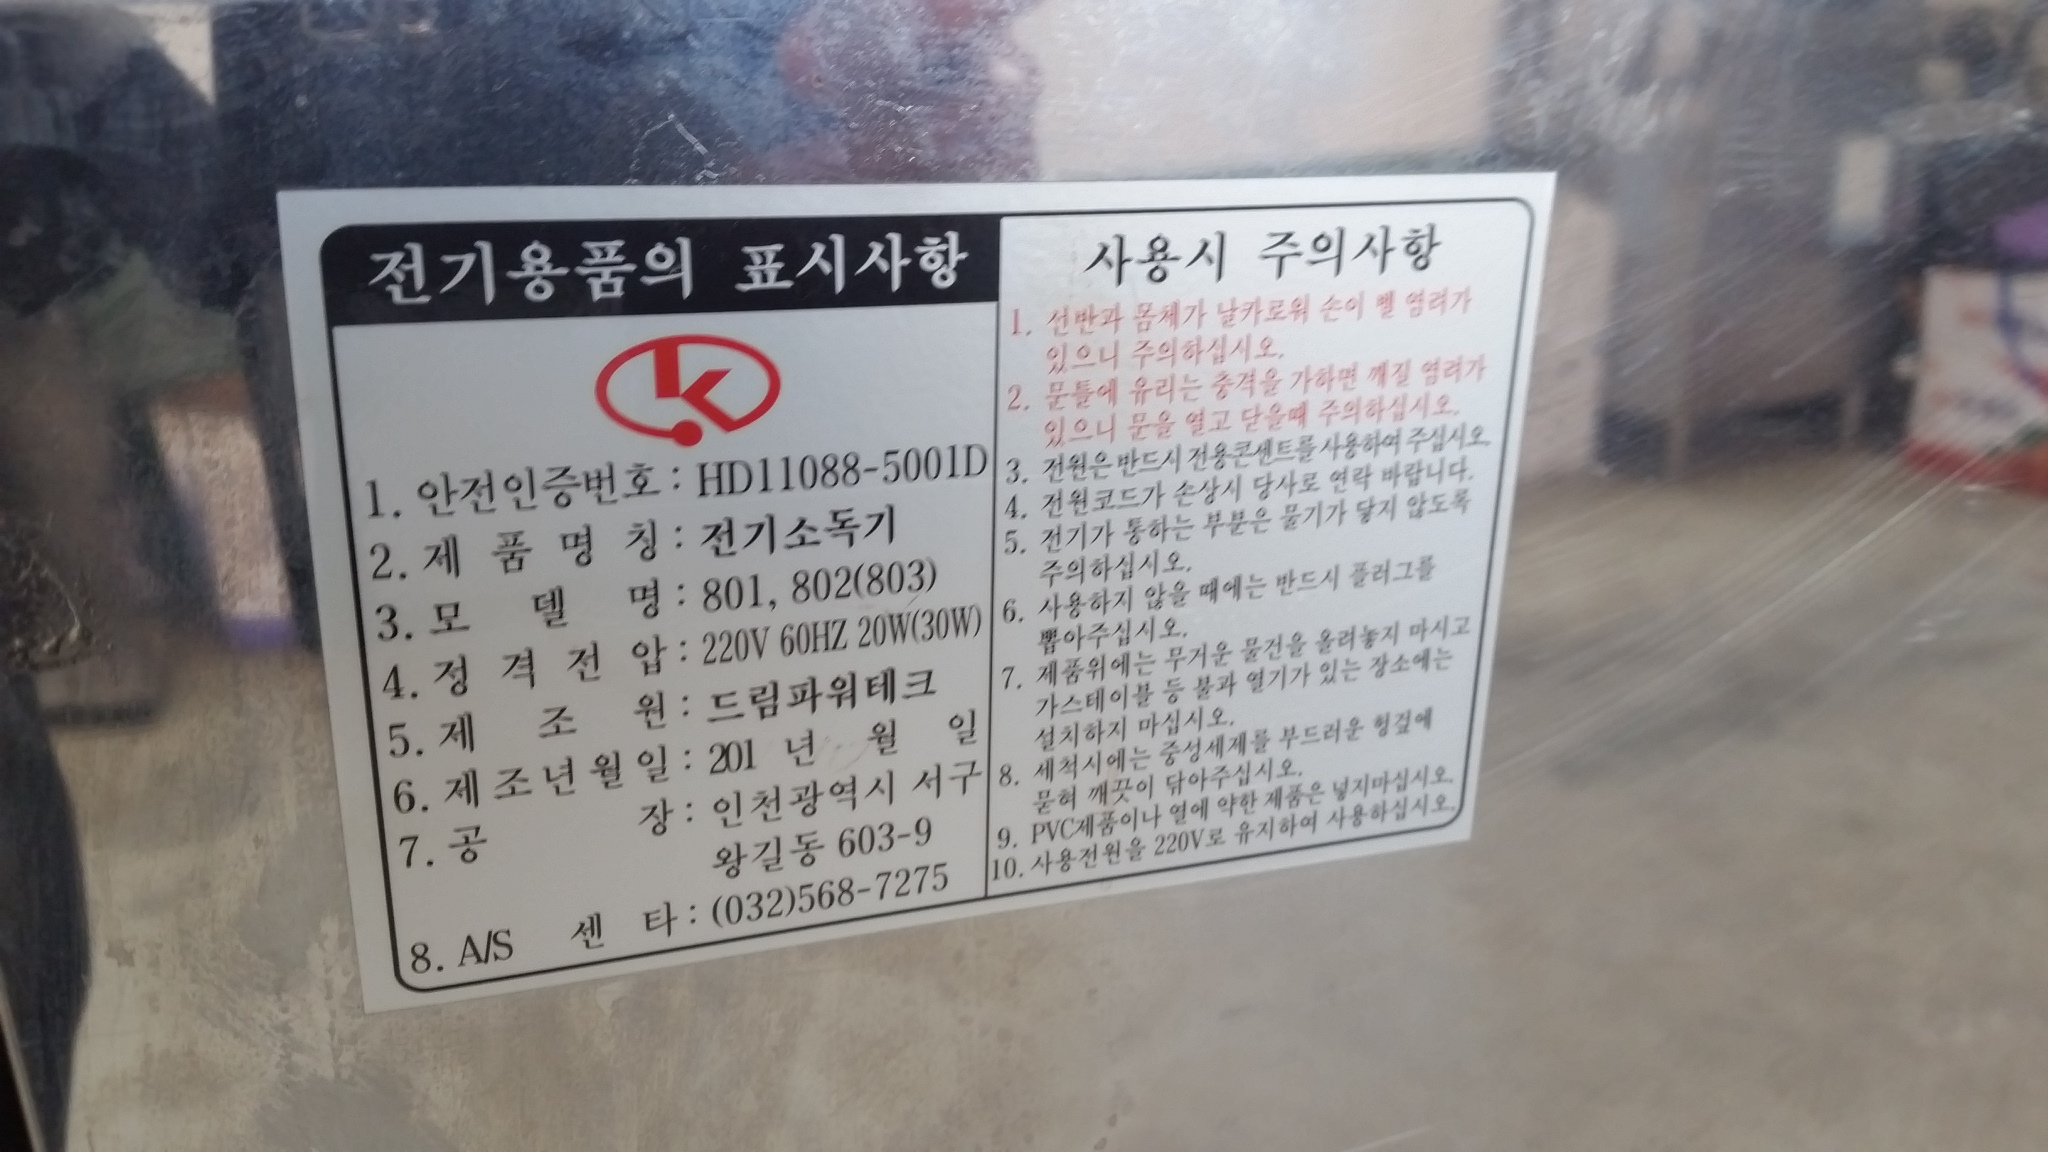 전기용품의 표시사항
1. 안전인증번호 : HD11088-5001D
2. 제 품 명 칭 : 전기소독기
3. 모 델 명 : 801, 802(803)
4. 정 격 전 압 : 220V 60HZ 20W(30W)
5. 제 조 원 : 드림파워테크
6. 제조년월일 : 201 년 월 일
7. 공 장 : 인천광역시 서구
왕길동 603-9
8. A/S 센 타 : (032)568-7275
사용시 주의사항
1. 선반과 몸체가 날카로워 손이 벨 염려가
있으니 주의하십시오.
2. 문틀에 유리는 충격을 가하면 깨질 염려가
있으니 문을 열고 닫을때 주의하십시오.
3. 전원은 반드시 전용콘센트를 사용하여 주십시오.
4. 전원코드가 손상시 당사로 연락 바랍니다.
5. 전기가 통하는 부분은 물기가 닿지 않도록
주의하십시오.
6. 사용하지 않을 때에는 반드시 플러그를
뽑아주십시오.
7. 제품위에는 무거운 물건을 올려놓지 마시고
가스테이블 등 불과 열기가 있는 장소에는
설치하지 마십시오.
8. 세척시에는 중성세제를 부드러운 헝겊에
묻혀 깨끗이 닦아주십시오.
9. PVC제품이나 열에 약한 제품은 넣지마십시오.
10. 사용전원을 220V로 유지하여 사용하십시오.